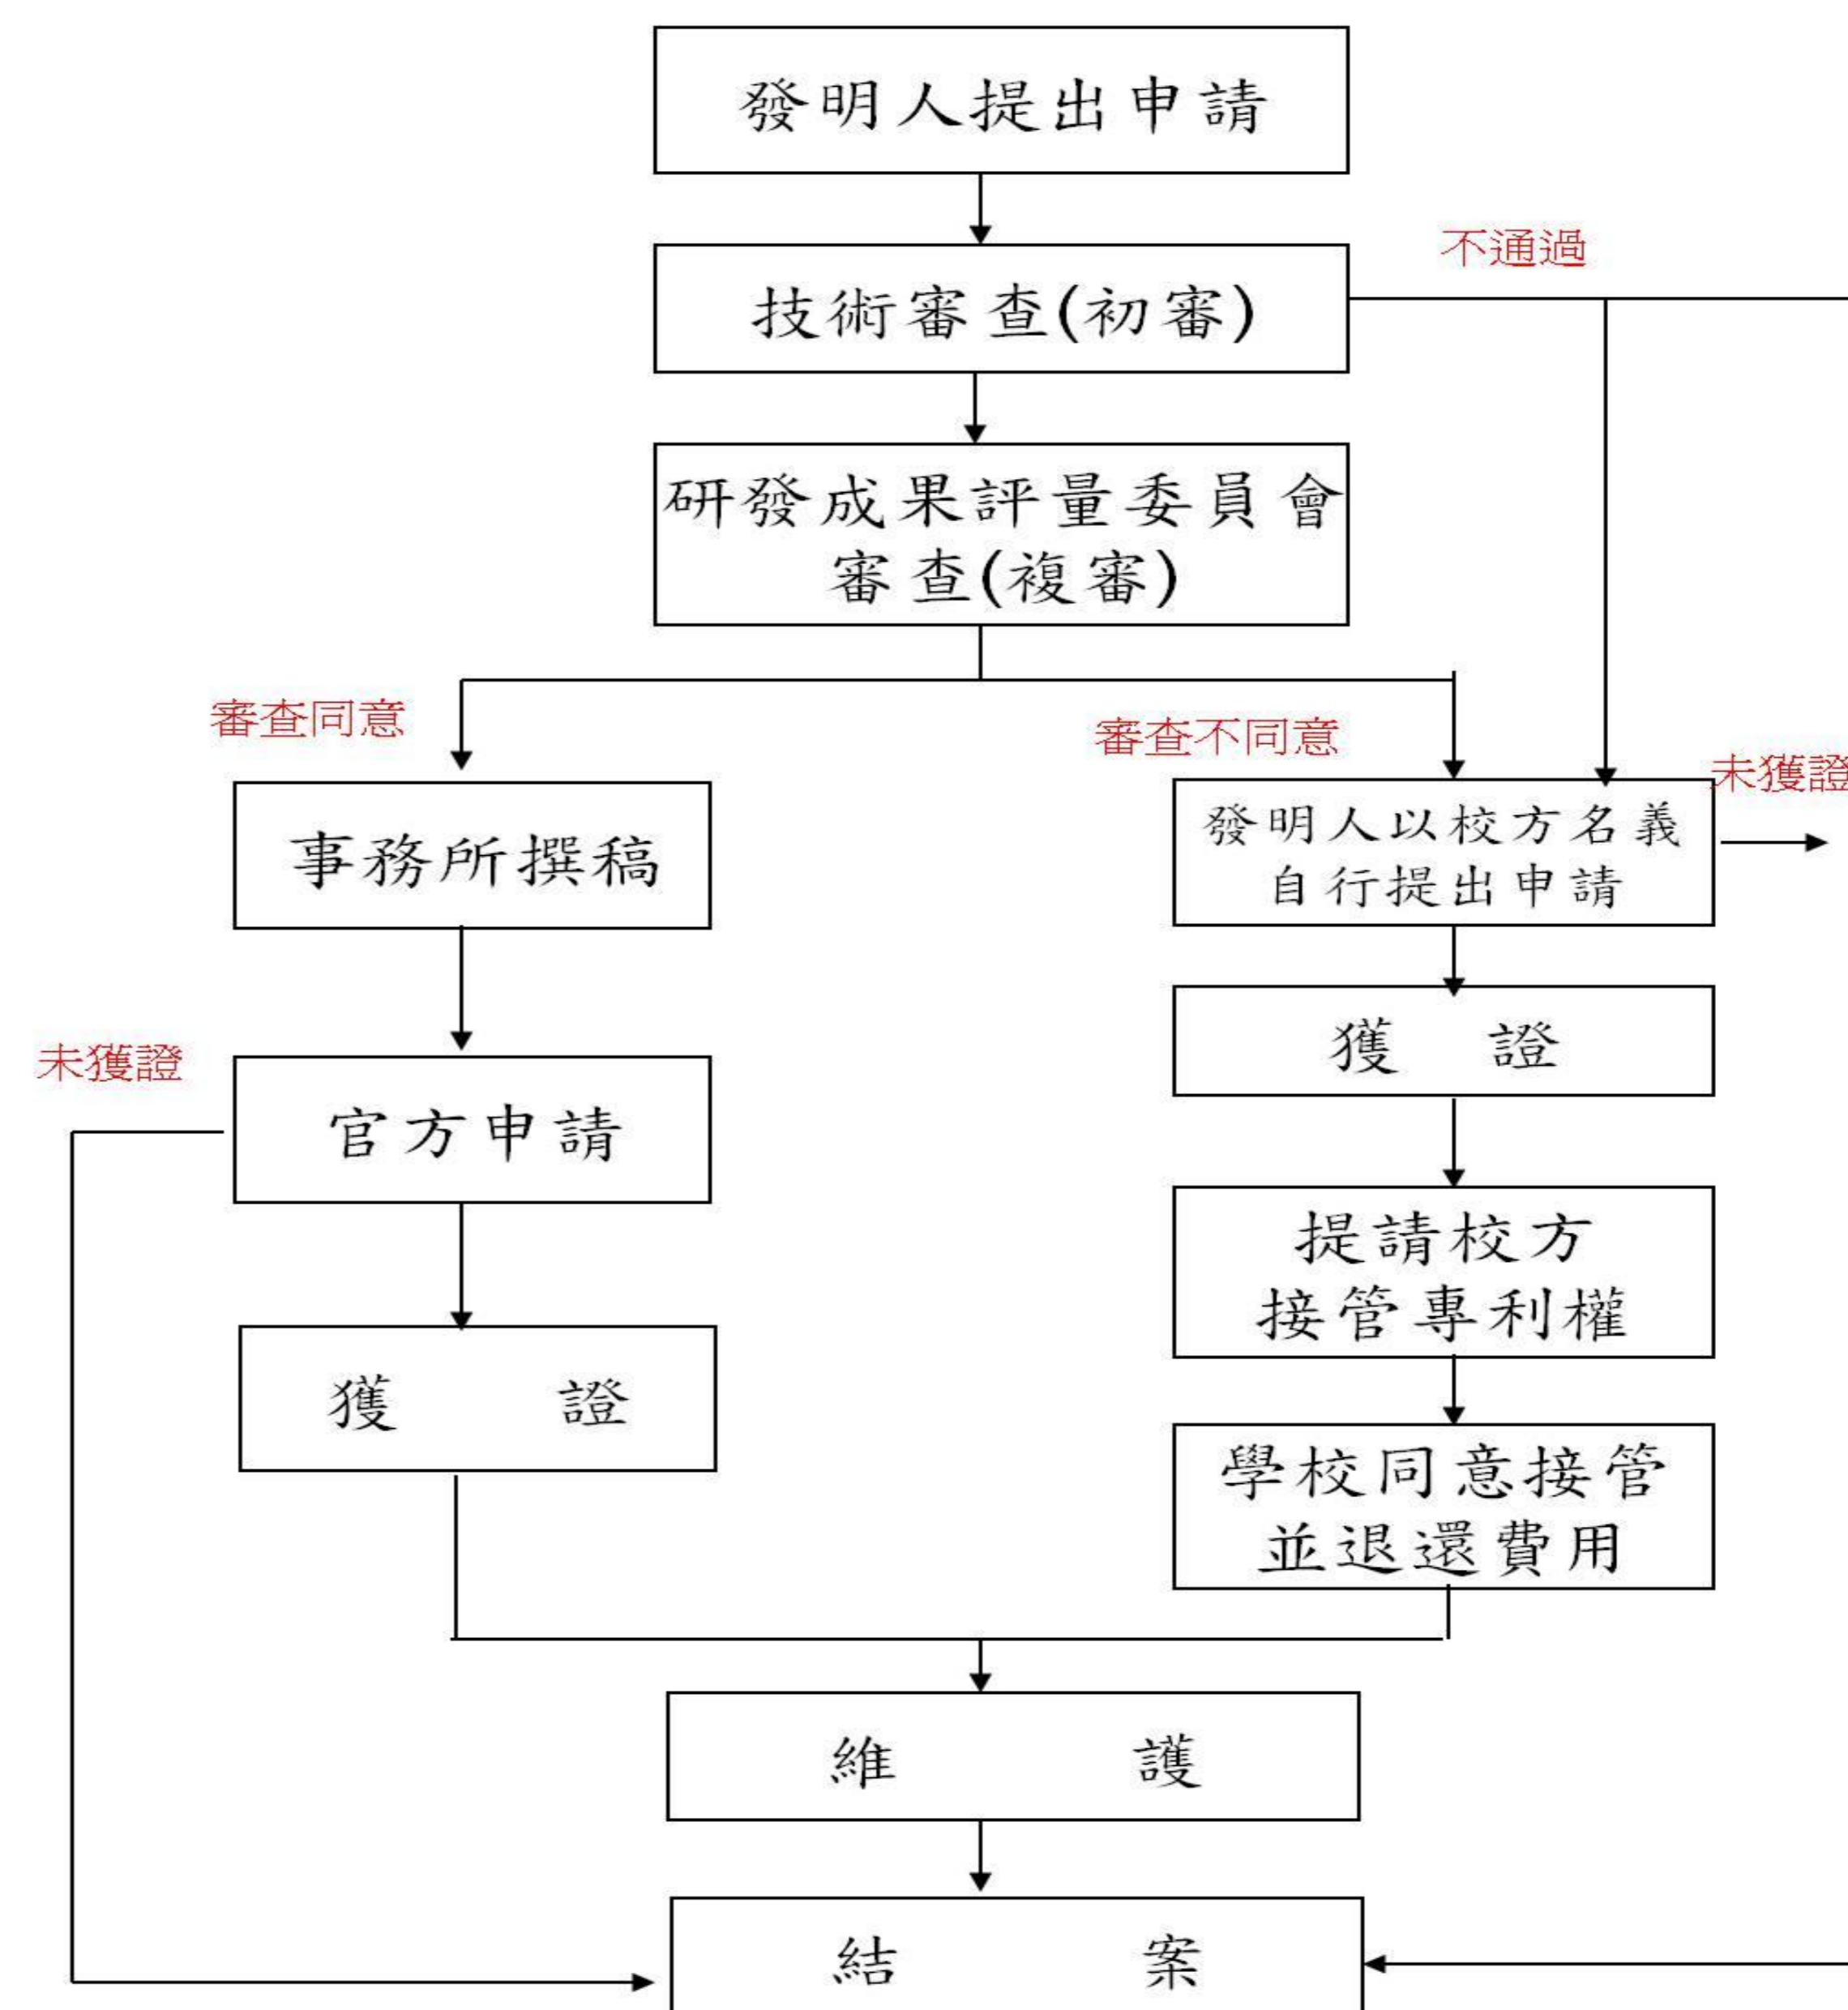 發明人提出申請
不通過
技術審查(初審)
研發成果評量委員會
審查(複審)
審查同意
審查不同意
未獲證
事務所撰稿
發明人以校方名義
自行提出申請
未獲證
獲 證
官方申請
提請校方
接管專利權
獲 證
學校同意接管
並退還費用
維 護
結 案